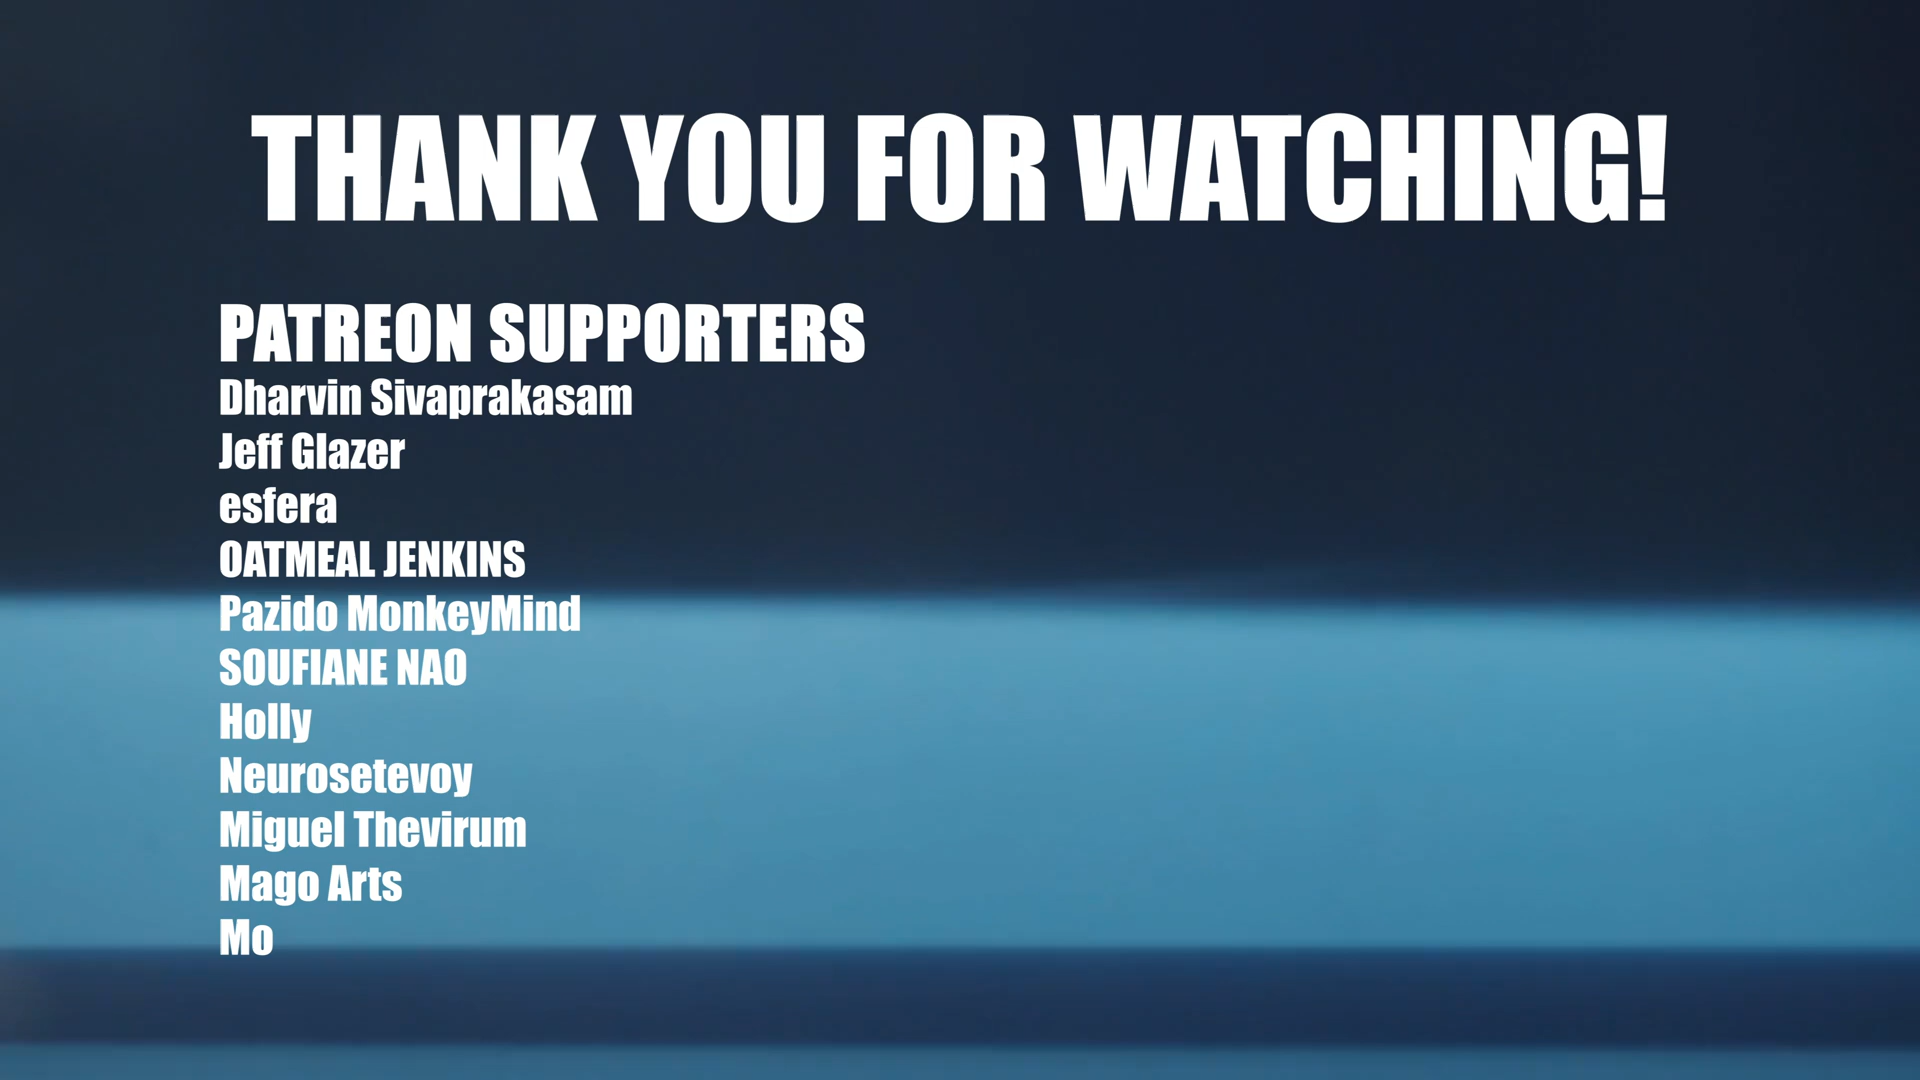 THANK YOU FOR WATCHING!
PATREON SUPPORTERS
Dharvin Sivaprakasam
Jeff Glazer
esfera
OATMEAL JENKINS
Pazido MonkeyMind
SOUFIANE NAO
Holly
Neurosetevoy
Miguel Thevirum
Mago Arts
Mo